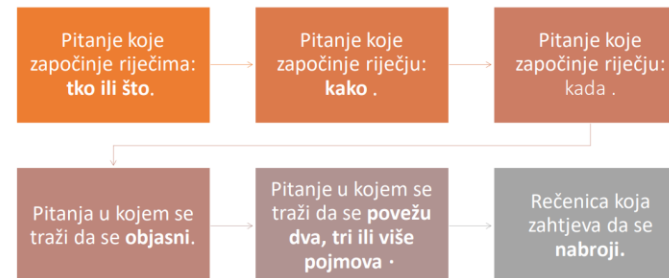 Pitanje koje
započinje riječima:
tko ili što.
Pitanje koje
započinje riječju:
kako .
Pitanje koje
započinje riječju:
kada .
Pitanja u kojem se
traži da se objasni.
Pitanje u kojem se
traži da se povežu
dva, tri ili više
pojmova .
Rečenica koja
zahtjeva da se
nabroji.